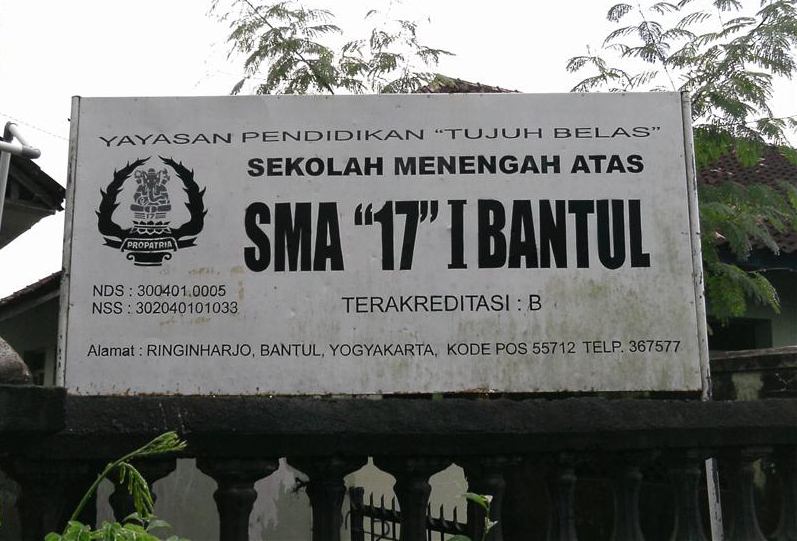 YAYASAN PENDIDIKAN “TUJUH BELAS”
SEKOLAH MENENGAH ATAS
SMA “17” I BANTUL
17
PROPATRIA
NDS : 300401.0005
NSS : 302040101033
TERAKREDITASI : B
Alamat : RINGINHARJO, BANTUL, YOGYAKARTA, KODE POS 55712 TELP. 367577